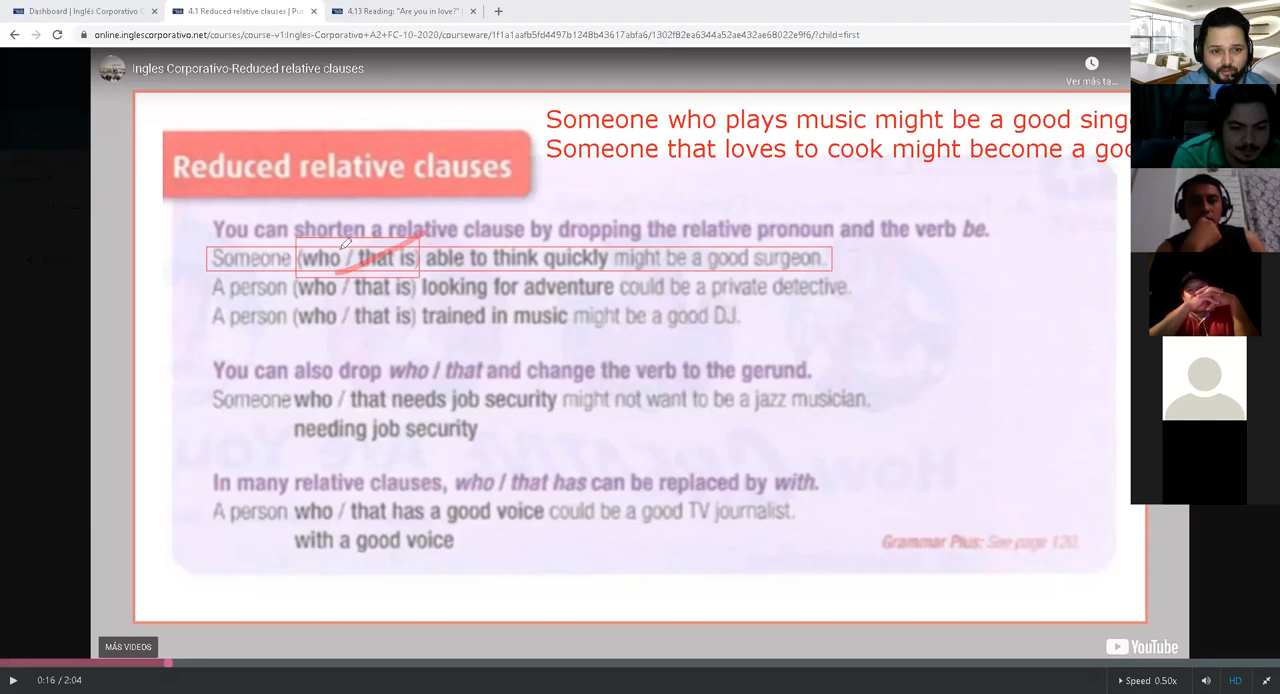 Dashboard | Inglés Corporativo C
4.1 Reduced relative clauses | Pu
4.13 Reading: "Are you in love?" |
online.inglescorporativo.net/courses/course-v1:Ingles-Corporativo
A2+FC-10-2020/
Ingles Corporativo-Reduced relative clauses
Ver más ta...
Someone who plays music might be a good sing
Someone that loves to cook might become a go
Reduced relative clauses
You can shorten a relative clause by dropping the relative pronoun and the verb be.
Someone (who / that is) able to think quickly might be a good surgeon.
A person (who / that is) looking for adventure could be a private detective.
A person (who / that is) trained in music might be a good DJ.
You can also drop who / that and change the verb to the gerund.
Someone who / that needs job security might not want to be a jazz musician.
needing job security
In many relative clauses, who / that has can be replaced by with.
A person who / that has a good voice could be a good TV journalist.
with a good voice
Grammar Plus: See page 120.
MÁS VIDEOS
YouTube
0:16 / 2:04
Speed 0.50x
HD